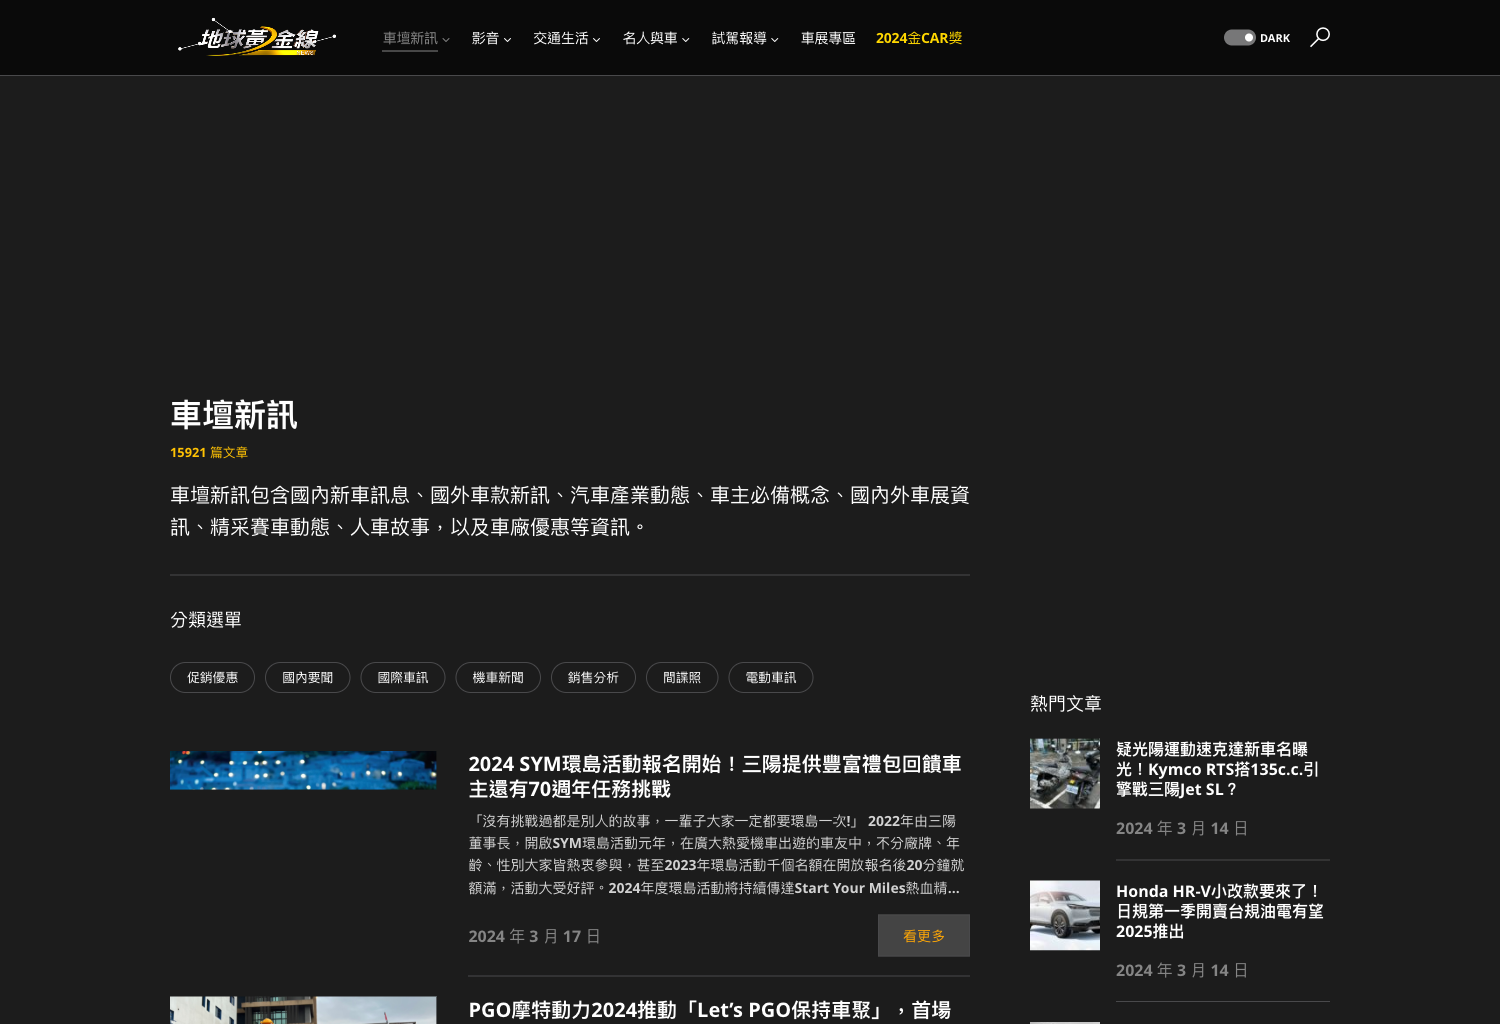 地球黃金線
車壇新訊
影音
交通生活
名人與車
試駕報導
車展專區
2024金CAR獎
DARK
車壇新訊
15921 篇文章
車壇新訊包含國內新車訊息、國外車款新訊、汽車產業動態、車主必備概念、國內外車展資
訊、精采賽車動態、人車故事，以及車廠優惠等資訊。
分類選單
促銷優惠
國內要聞
國際車訊
機車新聞
銷售分析
間諜照
電動車訊
2024 SYM環島活動報名開始！三陽提供豐富禮包回饋車
主還有70週年任務挑戰
「沒有挑戰過都是別人的故事，一輩子大家一定都要環島一次!」 2022年由三陽
董事長，開啟SYM環島活動元年，在廣大熱愛機車出遊的車友中，不分廠牌、年
齡、性別大家皆熱衷參與，甚至2023年環島活動千個名額在開放報名後20分鐘就
額滿，活動大受好評。2024年度環島活動將持續傳達Start Your Miles熱血精...
2024 年 3 月 17 日
看更多
PGO摩特動力2024推動「Let’s PGO保持車聚」，首場
熱門文章
疑光陽運動速克達新車名曝
光！Kymco RTS搭135c.c.引
擎戰三陽Jet SL？
2024 年 3 月 14 日
Honda HR-V小改款要來了！
日規第一季開賣台規油電有望
2025推出
2024 年 3 月 14 日